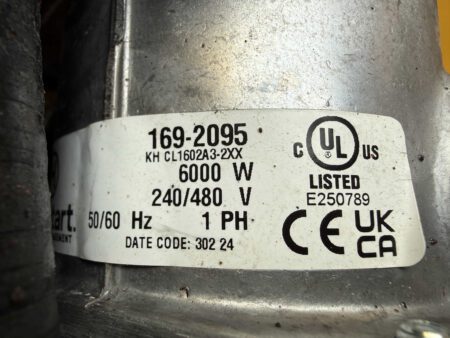 169-2095
KH CL1602A3-2XX
6000 W
240/480 V
50/60 Hz 1 PH
DATE CODE: 302 24
C UL US
LISTED
E250789
CE UK
CA